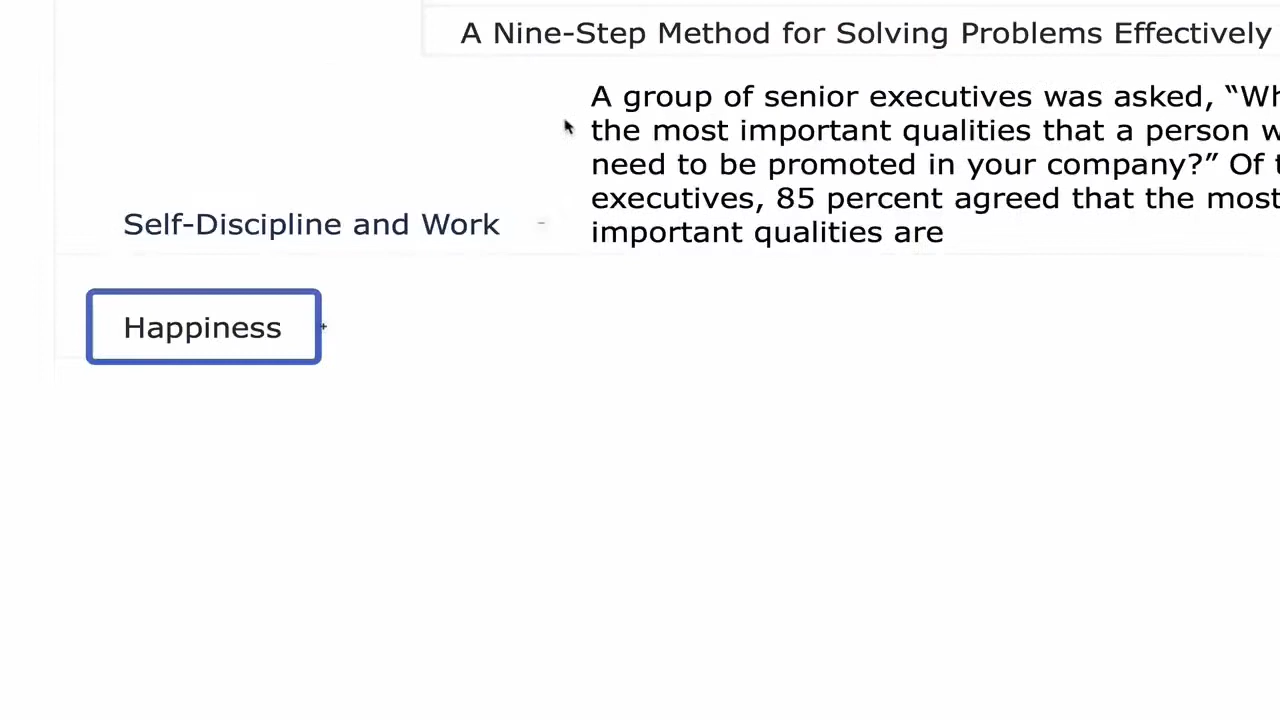 A Nine-Step Method for Solving Problems Effectively
A group of senior executives was asked, “Wh
the most important qualities that a person w
need to be promoted in your company?” Of t
executives, 85 percent agreed that the most
important qualities are
Self-Discipline and Work
Happiness